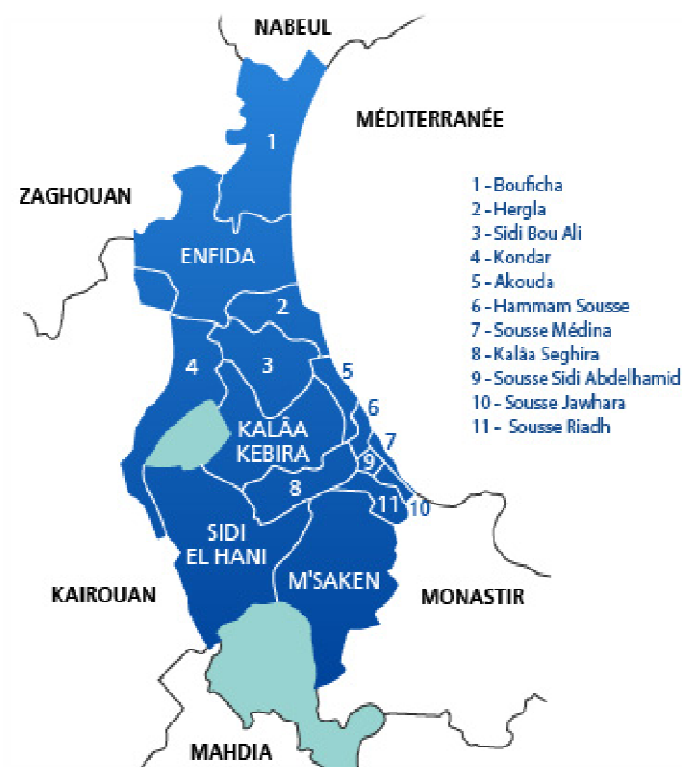 NABEUL
MÉDITERRANÉE
ZAGHOUAN
1
1 - Bouficha
2 - Hergla
3 - Sidi Bou Ali
4 - Kondar
5 - Akouda
6 - Hammam Sousse
7 - Sousse Médina
8 - Kalâa Seghira
9 - Sousse Sidi Abdelhamid
10 - Sousse Jawhara
11 - Sousse Riadh
ENFIDA
2
4
3
5
6
KALÂA
KEBIRA
7
9
8
11
10
SIDI
EL HANI
M'SAKEN
KAIROUAN
MONASTIR
MAHDIA